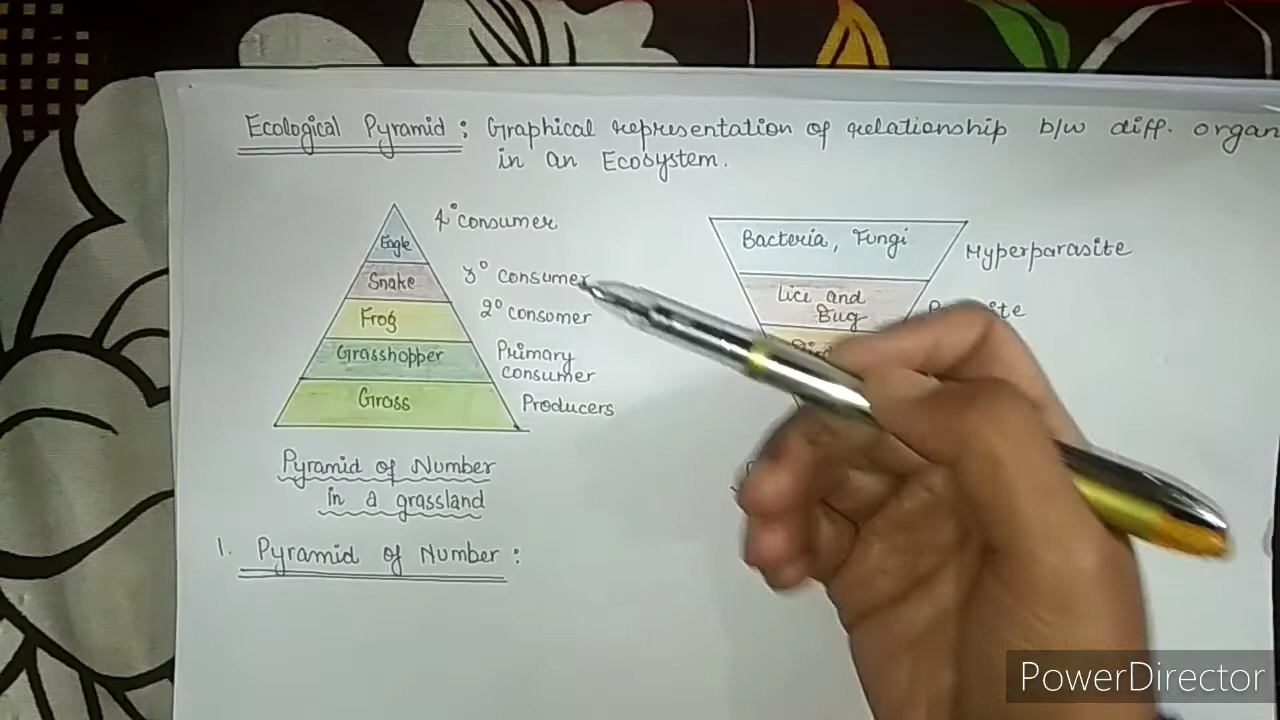 Ecological Pyramid : Graphical representation of relationship b/w diff. organ
in an Ecosystem.
Eagle
4° consumer
Snake
3° consumer
Frog
2° consumer
Grasshopper
Primary
consumer
Grass
Producers
Pyramid of Number
in a grassland
1. Pyramid of Number :
Bacteria, Fungi
Hyperparasite
Lice and
Bug
PowerDirector